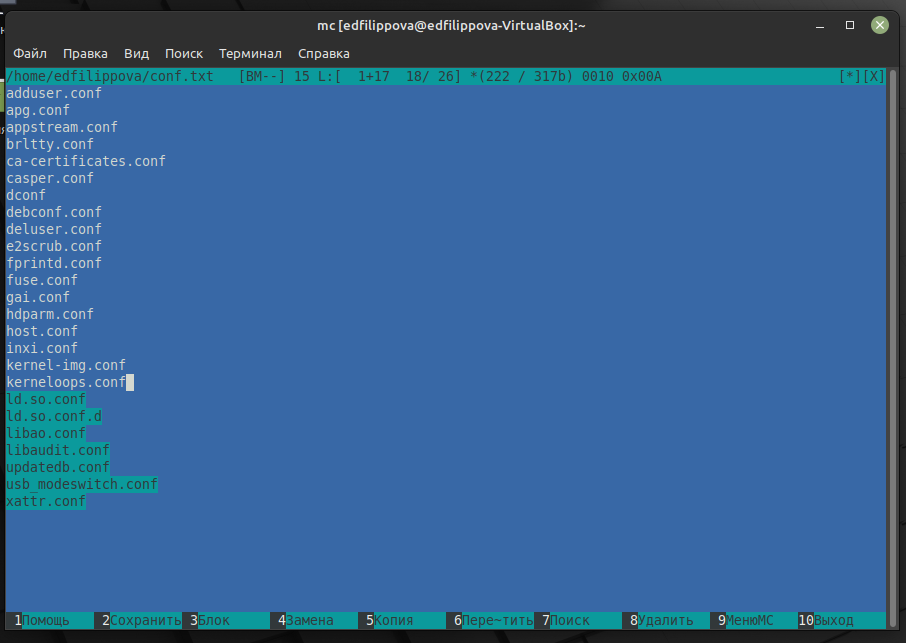 mc [edfilippova@edfilippova-VirtualBox]:~
Файл Правка Вид Поиск Терминал Справка
/home/edfilippova/conf.txt [BM--] 15 L:[ 1+17 18/ 26] *(222 / 317b) 0010 0x00A [*][X]
adduser.conf
apg.conf
appstream.conf
brltty.conf
ca-certificates.conf
casper.conf
dconf
debconf.conf
deluser.conf
e2scrub.conf
fprintd.conf
fuse.conf
gai.conf
hdparm.conf
host.conf
inxi.conf
kernel-img.conf
kerneloops.conf
ld.so.conf
ld.so.conf.d
libao.conf
libaudit.conf
updatedb.conf
usb_modeswitch.conf
xattr.conf
1Помощь 2Сохранить 3Блок 4Замена 5Копия 6Пере~тить 7Поиск 8Удалить 9МенюMC 10Выход